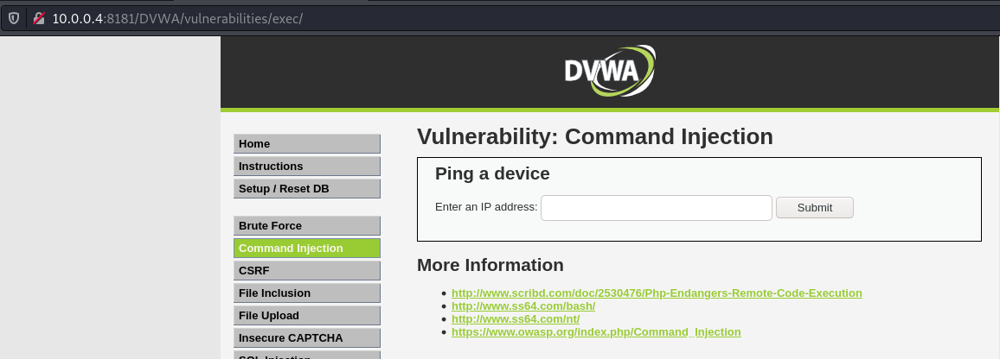 10.0.0.4:8181/DVWA/vulnerabilities/exec/
DVWA
Home
Instructions
Setup / Reset DB
Brute Force
Command Injection
CSRF
File Inclusion
File Upload
Insecure CAPTCHA
SQL Injection
Vulnerability: Command Injection
Ping a device
Enter an IP address:
Submit
More Information
http://www.scribd.com/doc/2530476/Php-Endangers-Remote-Code-Execution
http://www.ss64.com/bash/
http://www.ss64.com/nt/
https://www.owasp.org/index.php/Command_Injection